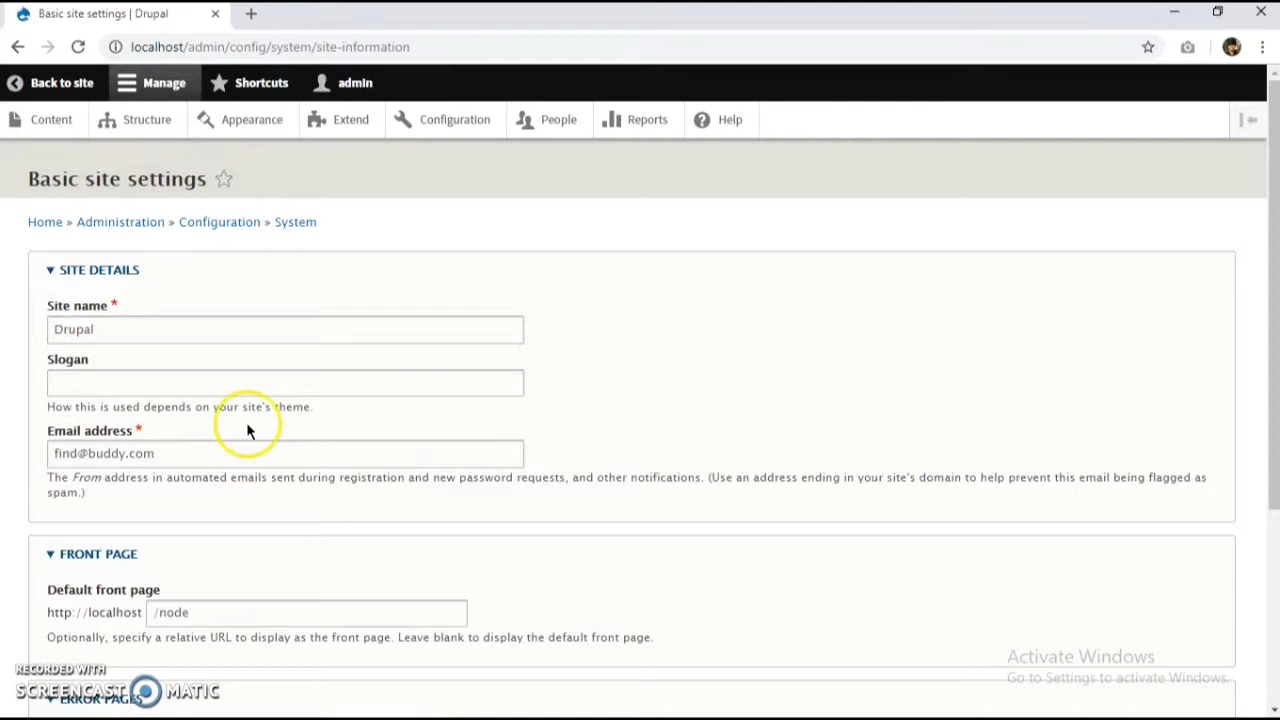 Basic site settings | Drupal
localhost/admin/config/system/site-information
Back to site Manage Shortcuts admin
Content Structure Appearance Extend Configuration People Reports Help
Basic site settings
Home » Administration » Configuration » System
SITE DETAILS
Site name *
Drupal
Slogan
How this is used depends on your site's theme.
Email address *
find@buddy.com
The From address in automated emails sent during registration and new password requests, and other notifications. (Use an address ending in your site's domain to help prevent this email being flagged as
spam.)
FRONT PAGE
Default front page
http://localhost /node
Optionally, specify a relative URL to display as the front page. Leave blank to display the default front page.
Activate Windows
Go to Settings to activate Windows.
RECORDED WITH
SCREENCAST MATIC
ERROR PAGES